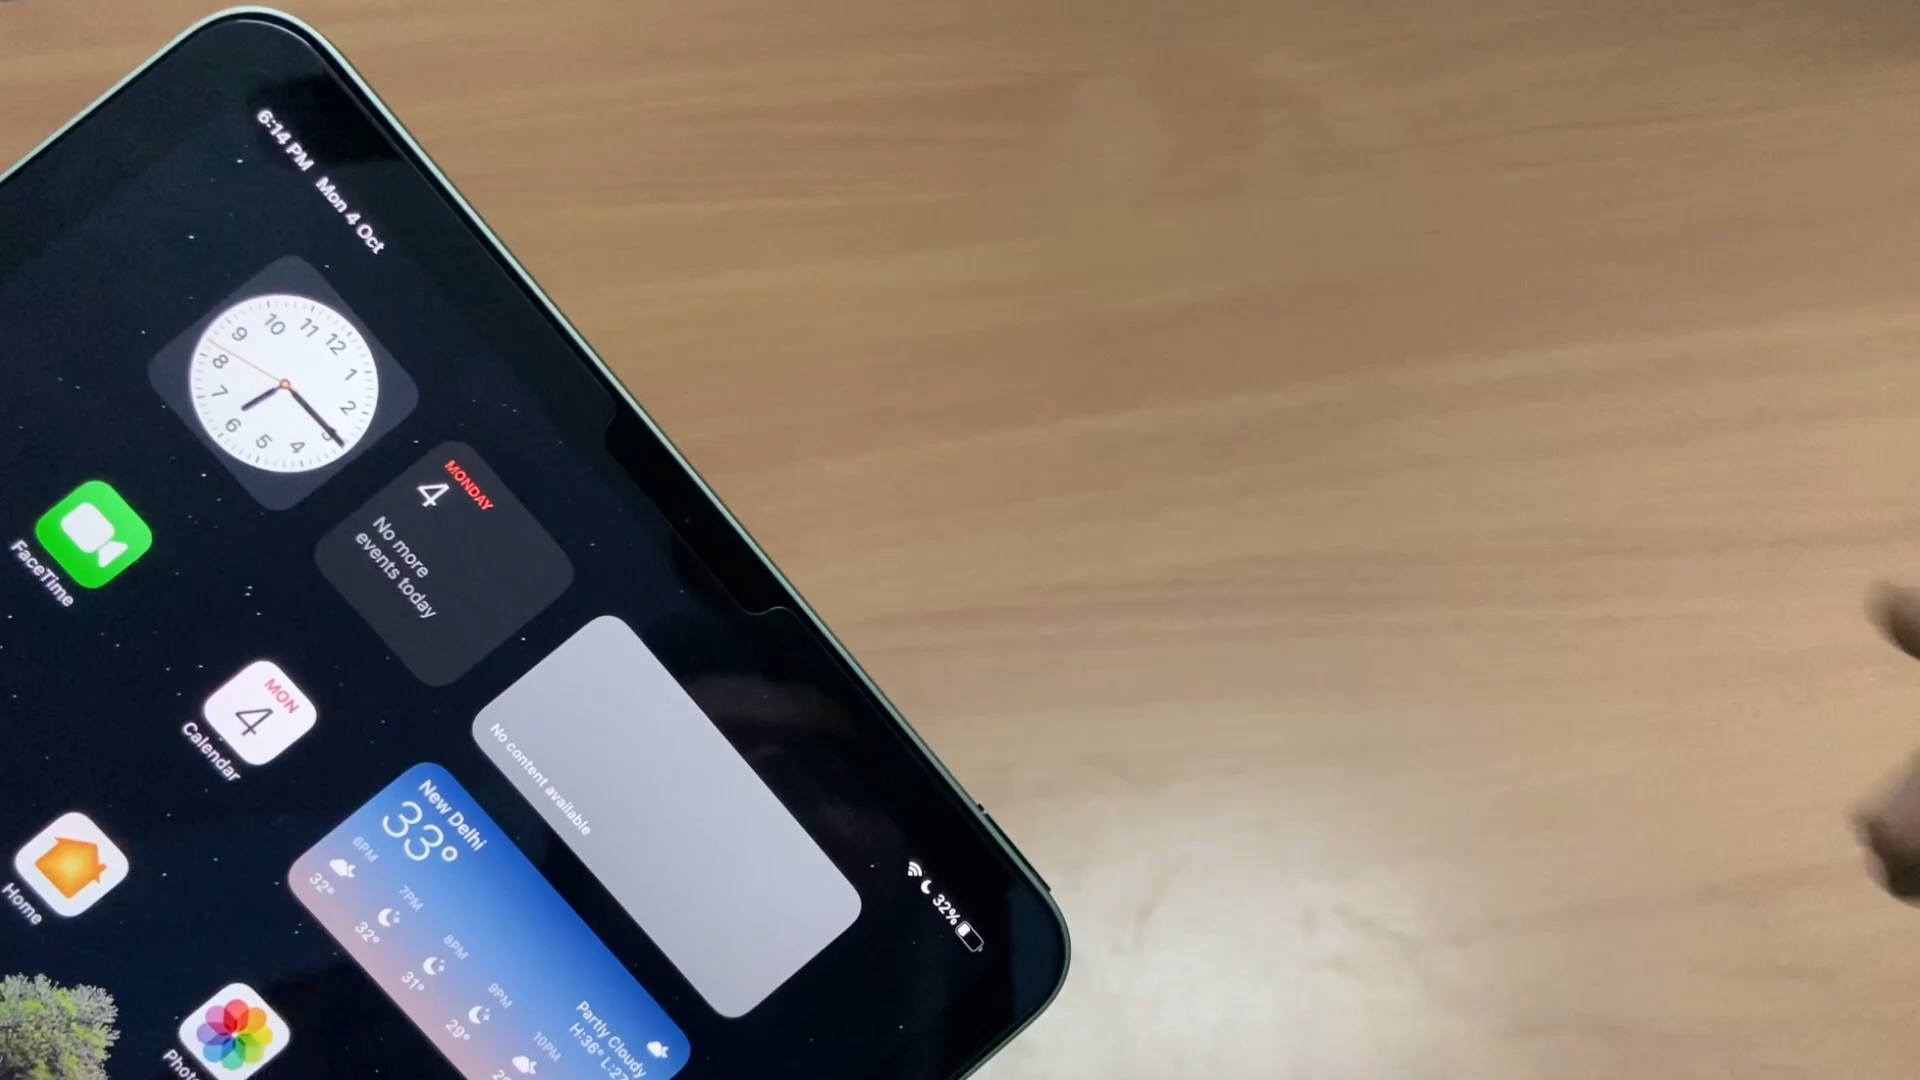 6:14 PM Mon 4 Oct
32%
12
1
2
4
5
6
7
8
9
10
11
MONDAY
4
No more
events today
No content available
FaceTime
MON
4
Calendar
Home
New Delhi
33°
6PM
7PM
9PM
10PM
32°
32°
31°
29°
Partly Cloudy
H:36°